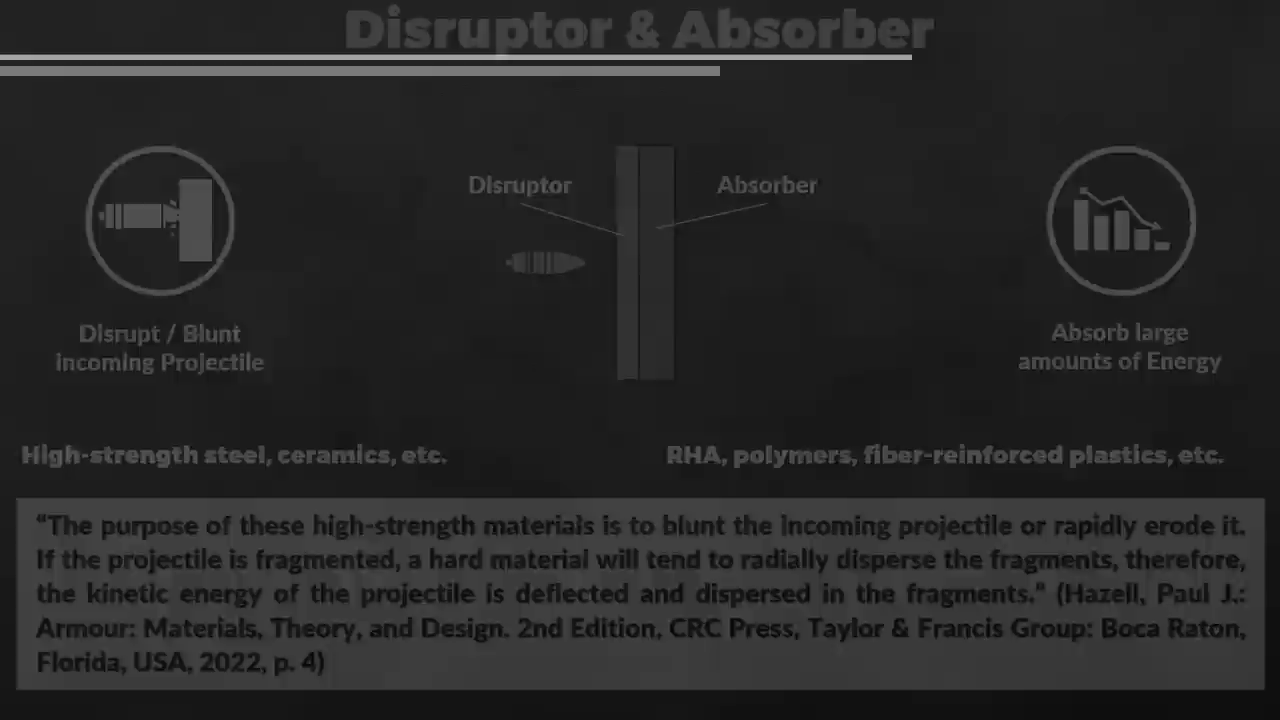 Disruptor & Absorber
Disruptor
Absorber
Disrupt / Blunt
incoming Projectile
Absorb large
amounts of Energy
High-strength steel, ceramics, etc.
RHA, polymers, fiber-reinforced plastics, etc.
“The purpose of these high-strength materials is to blunt the incoming projectile or rapidly erode it.
If the projectile is fragmented, a hard material will tend to radially disperse the fragments, therefore,
the kinetic energy of the projectile is deflected and dispersed in the fragments.” (Hazell, Paul J.:
Armour: Materials, Theory, and Design. 2nd Edition, CRC Press, Taylor & Francis Group: Boca Raton,
Florida, USA, 2022, p. 4)